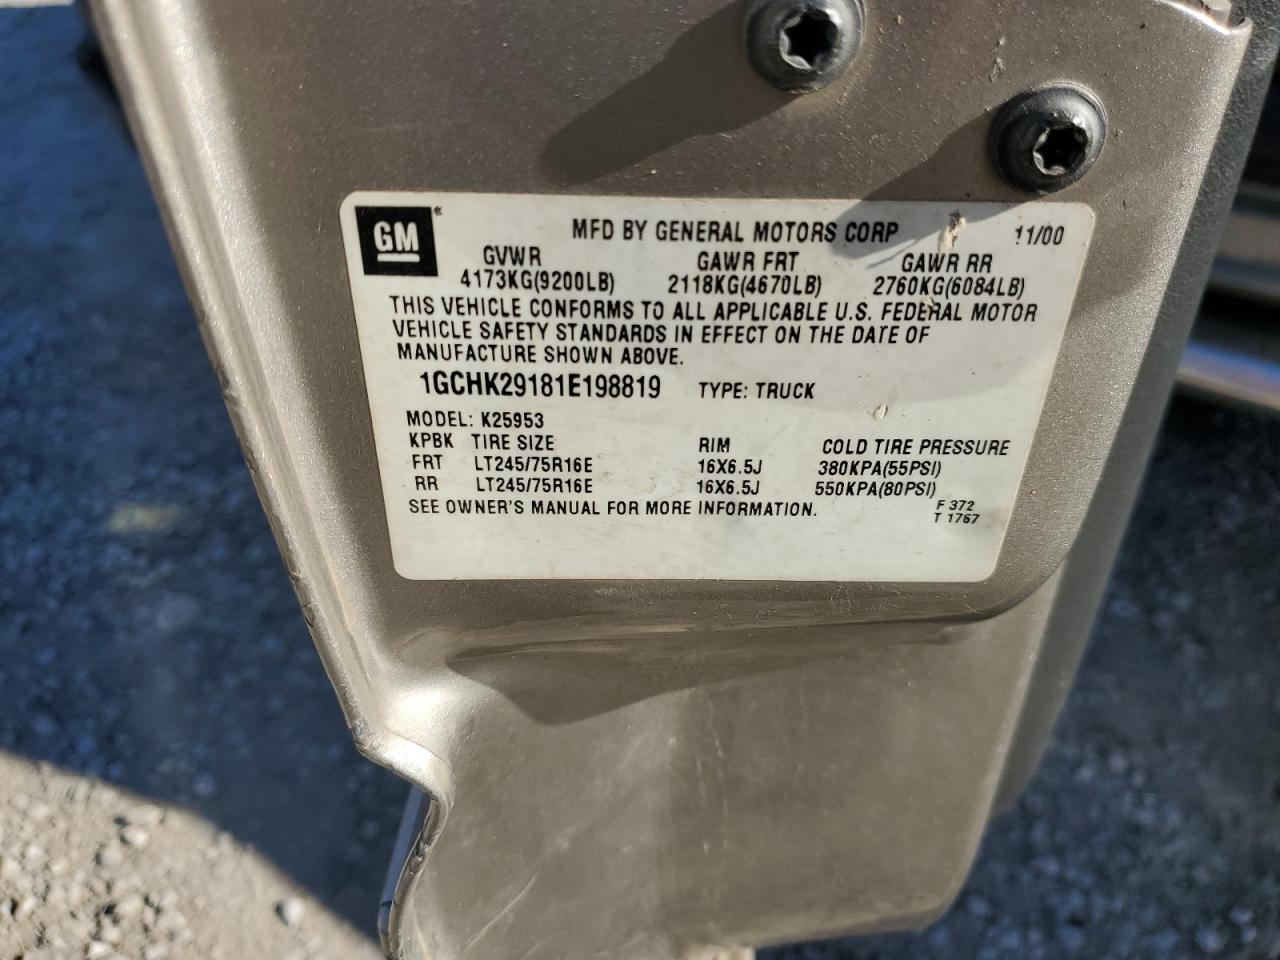 GM MFD BY GENERAL MOTORS CORP 11/00
GVWR GAWR FRT GAWR RR
4173KG(9200LB) 2118KG(4670LB) 2760KG(6084LB)
THIS VEHICLE CONFORMS TO ALL APPLICABLE U.S. FEDERAL MOTOR
VEHICLE SAFETY STANDARDS IN EFFECT ON THE DATE OF
MANUFACTURE SHOWN ABOVE.
1GCHK29181E198819 TYPE: TRUCK
MODEL: K25953
KPBK TIRE SIZE RIM COLD TIRE PRESSURE
FRT LT245/75R16E 16X6.5J 380KPA(55PSI)
RR LT245/75R16E 16X6.5J 550KPA(80PSI)
SEE OWNER'S MANUAL FOR MORE INFORMATION. F 372
T 1767